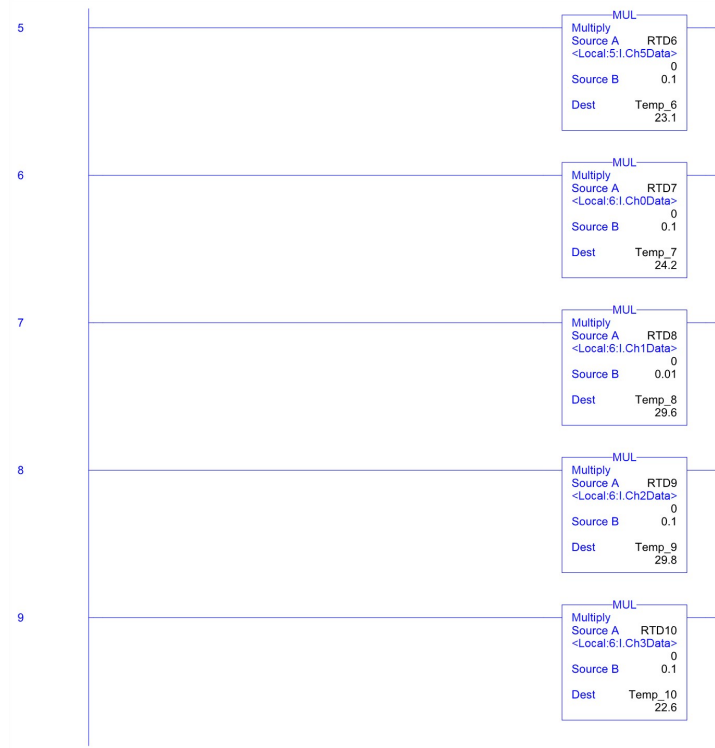 5
MUL
Multiply
Source A RTD6
<Local:5:I.Ch5Data>
0
Source B 0.1
Dest Temp_6
23.1
6
MUL
Multiply
Source A RTD7
<Local:6:I.Ch0Data>
0
Source B 0.1
Dest Temp_7
24.2
7
MUL
Multiply
Source A RTD8
<Local:6:I.Ch1Data>
0
Source B 0.01
Dest Temp_8
29.6
8
MUL
Multiply
Source A RTD9
<Local:6:I.Ch2Data>
0
Source B 0.1
Dest Temp_9
29.8
9
MUL
Multiply
Source A RTD10
<Local:6:I.Ch3Data>
0
Source B 0.1
Dest Temp_10
22.6